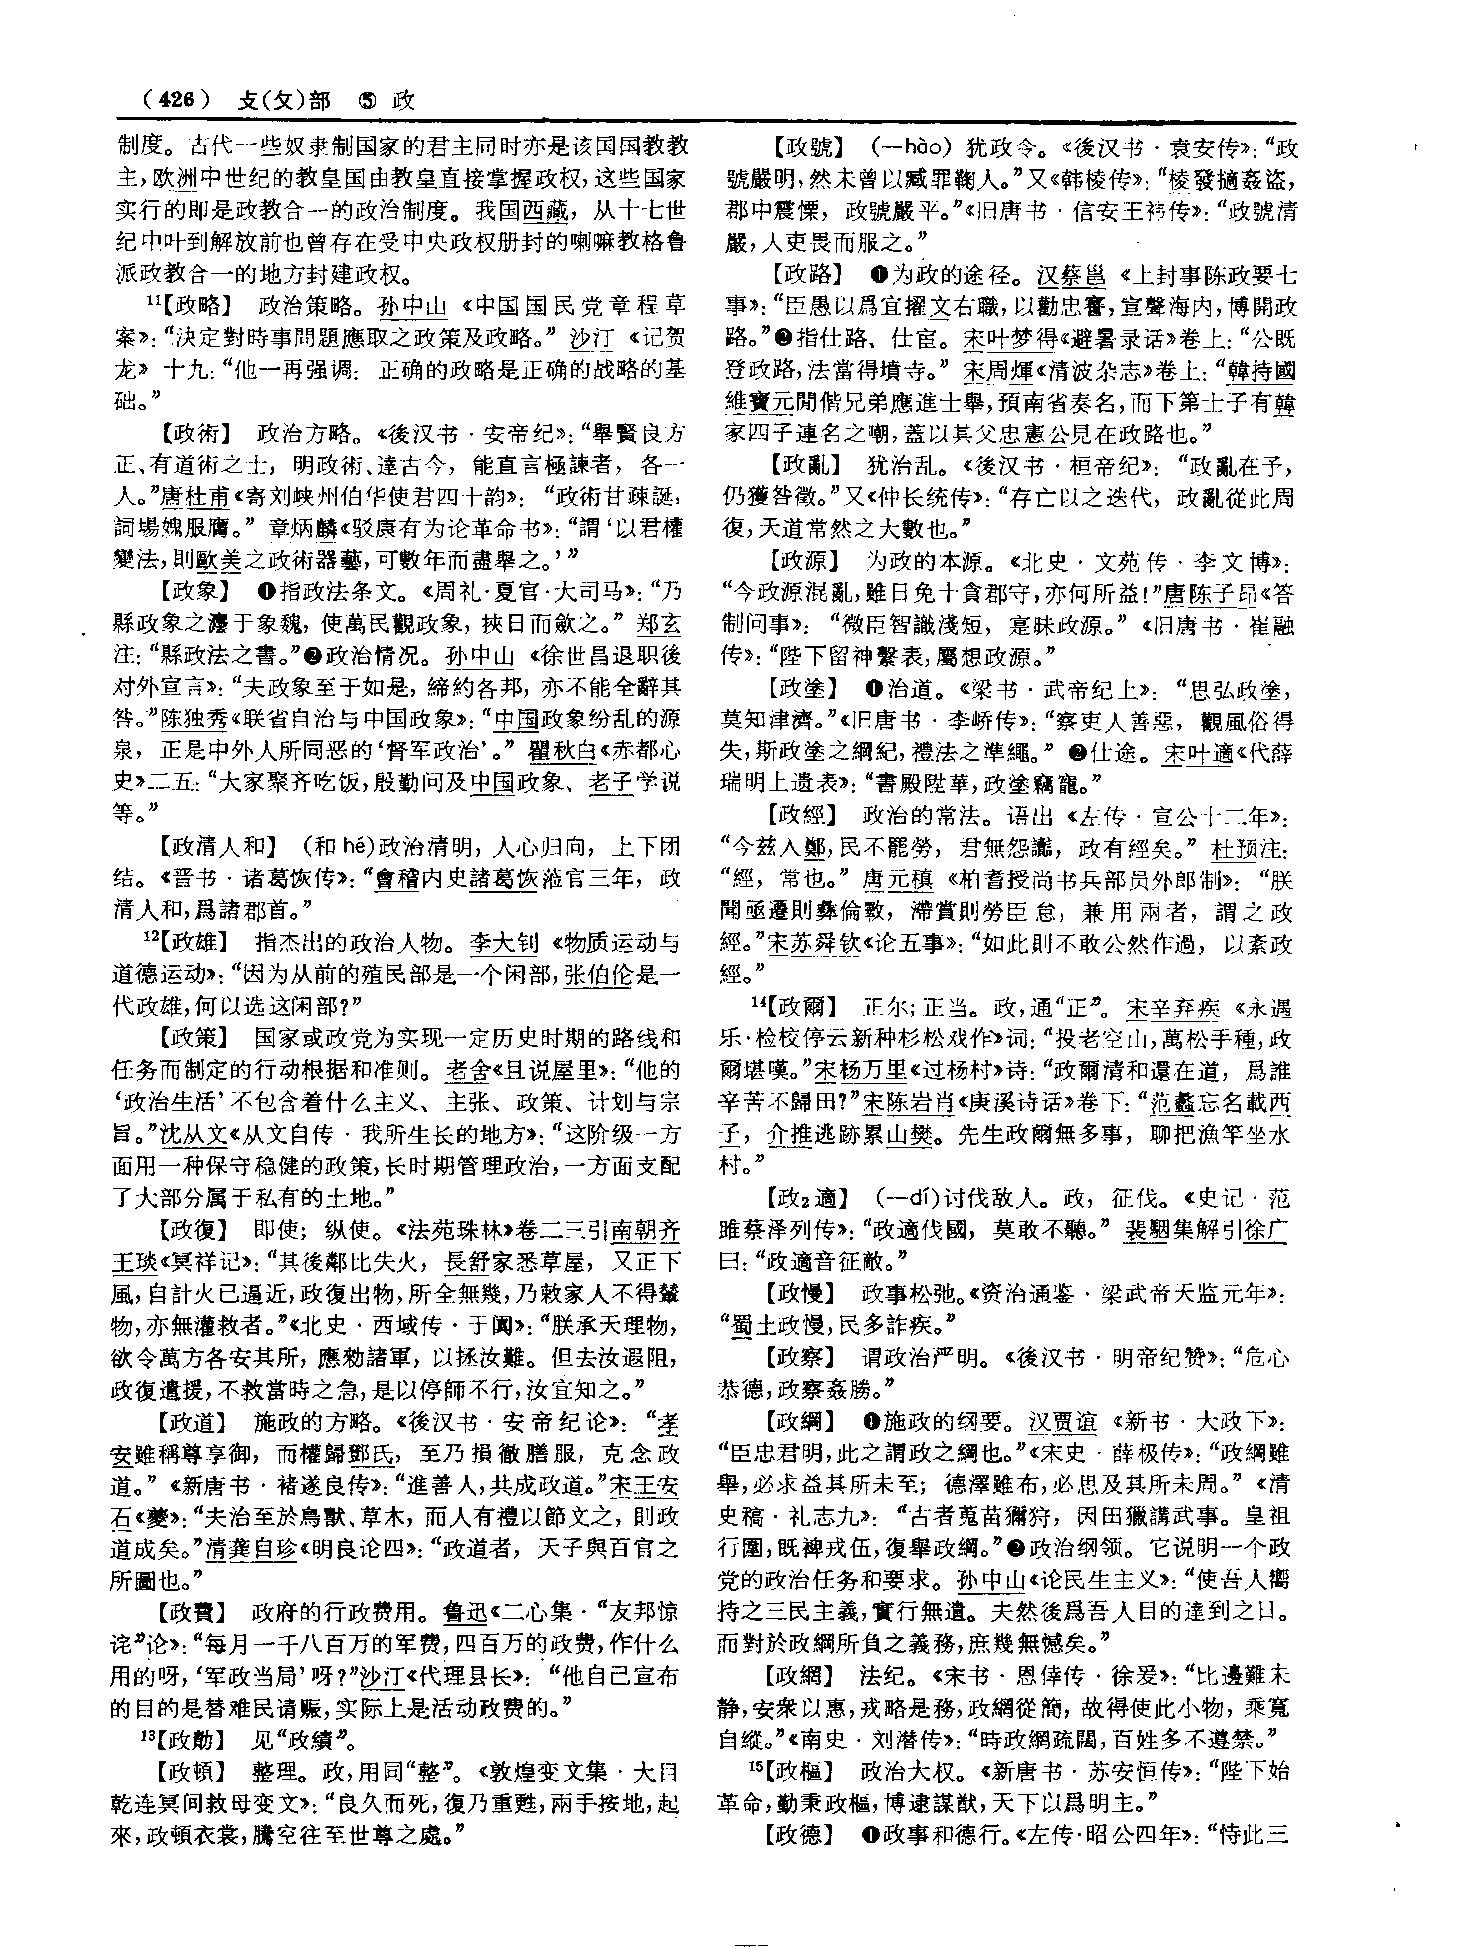 （426） 攴(攵)部 ⑤ 政
制度。古代一些奴隶制国家的君主同时亦是该国国教教
主，欧洲中世纪的教皇国由教皇直接掌握政权，这些国家
实行的即是政教合一的政治制度。我国西藏，从十七世
纪中叶到解放前也曾存在受中央政权册封的喇嘛教格鲁
派政教合一的地方封建政权。
¹¹【政略】 政治策略。孙中山《中国国民党章程草
案》：“決定對時事問題應取之政策及政略。”沙汀《记贺
龙》十九：“他一再强调：正确的政略是正确的战略的基
础。”
【政術】 政治方略。《後汉书·安帝纪》：“舉賢良方
正、有道術之士，明政術、達古今，能直言極諫者，各一
人。”唐杜甫《寄刘峡州伯华使君四十韵》：“政術甘疎誕，
詞場媿服膺。”章炳麟《驳康有为论革命书》：“謂‘以君權
變法，則歐美之政術器藝，可數年而盡舉之。’”
【政象】 ❶指政法条文。《周礼·夏官·大司马》：“乃
縣政象之灋于象魏，使萬民觀政象，挾日而斂之。”郑玄
注：“縣政法之書。”❷政治情况。孙中山《徐世昌退职後
对外宣言》：“夫政象至于如是，締約各邦，亦不能全辭其
咎。”陈独秀《联省自治与中国政象》：“中国政象纷乱的源
泉，正是中外人所同恶的‘督军政治’。”瞿秋白《赤都心
史》二五：“大家聚齐吃饭，殷勤问及中国政象、老子学说
等。”
【政清人和】 （和 hé）政治清明，人心归向，上下团
结。《晋书·诸葛恢传》：“會稽内史諸葛恢涖官三年，政
清人和，爲諸郡首。”
¹²【政雄】 指杰出的政治人物。李大钊《物质运动与
道德运动》：“因为从前的殖民部是一个闲部，张伯伦是一
代政雄，何以选这闲部？”
【政策】 国家或政党为实现一定历史时期的路线和
任务而制定的行动根据和准则。老舍《且说屋里》：“他的
‘政治生活’不包含着什么主义、主张、政策、计划与宗
旨。”沈从文《从文自传·我所生长的地方》：“这阶级一方
面用一种保守稳健的政策，长时期管理政治，一方面支配
了大部分属于私有的土地。”
【政復】 即使；纵使。《法苑珠林》卷二三引南朝齐
王琰《冥祥记》：“其後鄰比失火，長舒家悉草屋，又正下
風，自計火已逼近，政復出物，所全無幾，乃敕家人不得輦
物，亦無灌救者。”《北史·西域传·于阗》：“朕承天理物，
欲令萬方各安其所，應勑諸軍，以拯汝難。但去汝遐阻，
政復遣援，不救當時之急，是以停師不行，汝宜知之。”
【政道】 施政的方略。《後汉书·安帝纪论》：“孝
安雖稱尊享御，而權歸鄧氏，至乃損徹膳服，克念政
道。”《新唐书·褚遂良传》：“進善人，共成政道。”宋王安
石《夔》：“夫治至於鳥獸、草木，而人有禮以節文之，則政
道成矣。”清龚自珍《明良论四》：“政道者，天子與百官之
所圖也。”
【政費】 政府的行政费用。鲁迅《二心集·“友邦惊
诧”论》：“每月一千八百万的军费，四百万的政费，作什么
用的呀，‘军政当局’呀？”沙汀《代理县长》：“他自己宣布
的目的是替难民请赈，实际上是活动政费的。”
¹³【政勣】 见“政績”。
【政頓】 整理。政，用同“整”。《敦煌变文集·大目
乾连冥间救母变文》：“良久而死，復乃重甦，兩手按地，起
來，政頓衣裳，騰空往至世尊之處。”
【政號】 （—hào）犹政令。《後汉书·袁安传》：“政
號嚴明，然未曾以臧罪鞠人。”又《韩棱传》：“棱發擿姦盜，
郡中震慄，政號嚴平。”《旧唐书·信安王祎传》：“政號清
嚴，人吏畏而服之。”
【政路】 ❶为政的途径。汉蔡邕《上封事陈政要七
事》：“臣愚以爲宜擢文右職，以勸忠謇，宣聲海内，博開政
路。”❷指仕路、仕宦。宋叶梦得《避暑录话》卷上：“公既
登政路，法當得墳寺。”宋周煇《清波杂志》卷上：“韓持國
維寶元間偕兄弟應進士舉，預南省奏名，而下第士子有韓
家四子連名之嘲，蓋以其父忠憲公見在政路也。”
【政亂】 犹治乱。《後汉书·桓帝纪》：“政亂在予，
仍獲咎徵。”又《仲长统传》：“存亡以之迭代，政亂從此周
復，天道常然之大數也。”
【政源】 为政的本源。《北史·文苑传·李文博》：
“今政源混亂，雖日免十貪郡守，亦何所益！”唐陈子昂《答
制问事》：“微臣智識淺短，寔昧政源。”《旧唐书·崔融
传》：“陛下留神繫表，屬想政源。”
【政塗】 ❶治道。《梁书·武帝纪上》：“思弘政塗，
莫知津濟。”《旧唐书·李峤传》：“察吏人善惡，觀風俗得
失，斯政塗之綱紀，禮法之準繩。”❷仕途。宋叶適《代薛
瑞明上遗表》：“書殿陞華，政塗竊寵。”
【政經】 政治的常法。语出《左传·宣公十二年》：
“今兹入鄭，民不罷勞，君無怨讟，政有經矣。”杜预注：
“經，常也。”唐元稹《柏耆授尚书兵部员外郎制》：“朕
聞亟遷則彝倫斁，滯賞則勞臣怠，兼用兩者，謂之政
經。”宋苏舜钦《论五事》：“如此則不敢公然作過，以紊政
經。”
¹⁴【政爾】 正尔；正当。政，通“正”。宋辛弃疾《永遇
乐·检校停云新种杉松戏作》词：“投老空山，萬松手種，政
爾堪嘆。”宋杨万里《过杨村》诗：“政爾清和還在道，爲誰
辛苦不歸田？”宋陈岩肖《庚溪诗话》卷下：“范蠡忘名載西
子，介推逃跡累山樊。先生政爾無多事，聊把漁竿坐水
村。”
【政₂適】 （—dí）讨伐敌人。政，征伐。《史记·范
雎蔡泽列传》：“政適伐國，莫敢不聽。”裴駰集解引徐广
曰：“政適音征敵。”
【政慢】 政事松弛。《资治通鉴·梁武帝天监元年》：
“蜀土政慢，民多詐疾。”
【政察】 谓政治严明。《後汉书·明帝纪赞》：“危心
恭德，政察姦勝。”
【政綱】 ❶施政的纲要。汉贾谊《新书·大政下》：
“臣忠君明，此之謂政之綱也。”《宋史·薛极传》：“政綱雖
舉，必求益其所未至；德澤雖布，必思及其所未周。”《清
史稿·礼志九》：“古者蒐苗獮狩，因田獵講武事。皇祖
行圍，既裨戎伍，復舉政綱。”❷政治纲领。它说明一个政
党的政治任务和要求。孙中山《论民生主义》：“使吾人嚮
持之三民主義，實行無遺。夫然後爲吾人目的達到之日。
而對於政綱所負之義務，庶幾無憾矣。”
【政網】 法纪。《宋书·恩倖传·徐爰》：“比邊難未
静，安衆以惠，戎略是務，政網從簡，故得使此小物，乘寬
自縱。”《南史·刘潜传》：“時政網疏闊，百姓多不遵禁。”
¹⁵【政樞】 政治大权。《新唐书·苏安恒传》：“陛下始
革命，勤秉政樞，博逮謀猷，天下以爲明主。”
【政德】 ❶政事和德行。《左传·昭公四年》：“恃此三